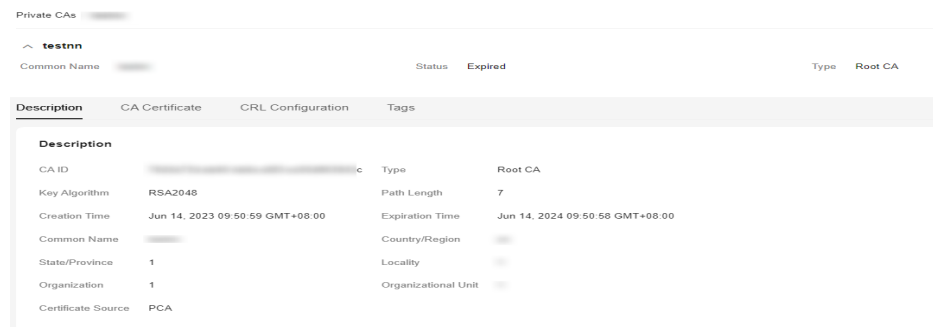 Private CAs
testnn
Common Name Status Expired Type Root CA
Description CA Certificate CRL Configuration Tags
Description
CA ID c Type Root CA
Key Algorithm RSA2048 Path Length 7
Creation Time Jun 14, 2023 09:50:59 GMT+08:00 Expiration Time Jun 14, 2024 09:50:58 GMT+08:00
Common Name Country/Region
State/Province 1 Locality
Organization 1 Organizational Unit
Certificate Source PCA